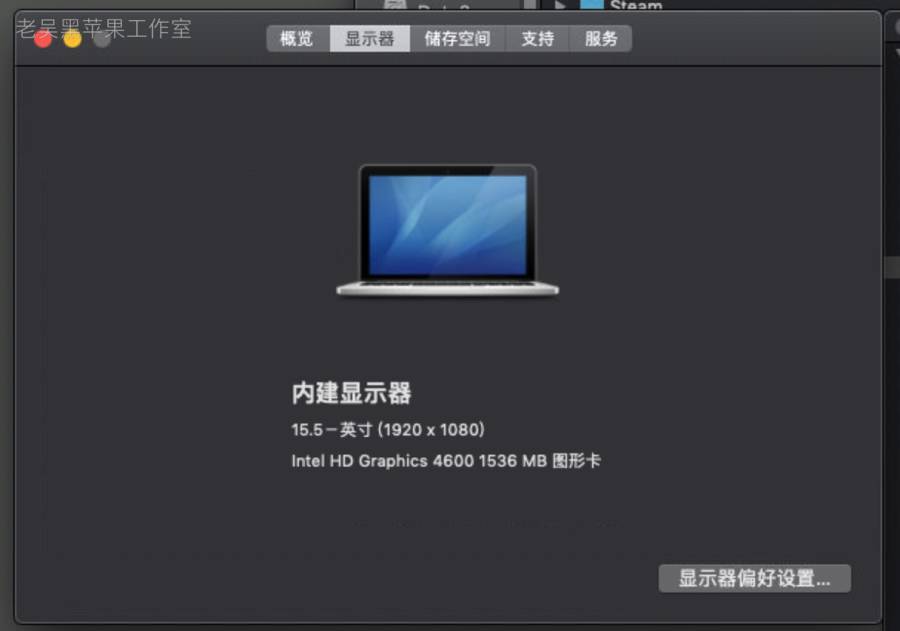 Steam
老吴黑苹果工作室
概览 显示器 储存空间 支持 服务
内建显示器
15.5-英寸 (1920 x 1080)
Intel HD Graphics 4600 1536 MB 图形卡
显示器偏好设置...